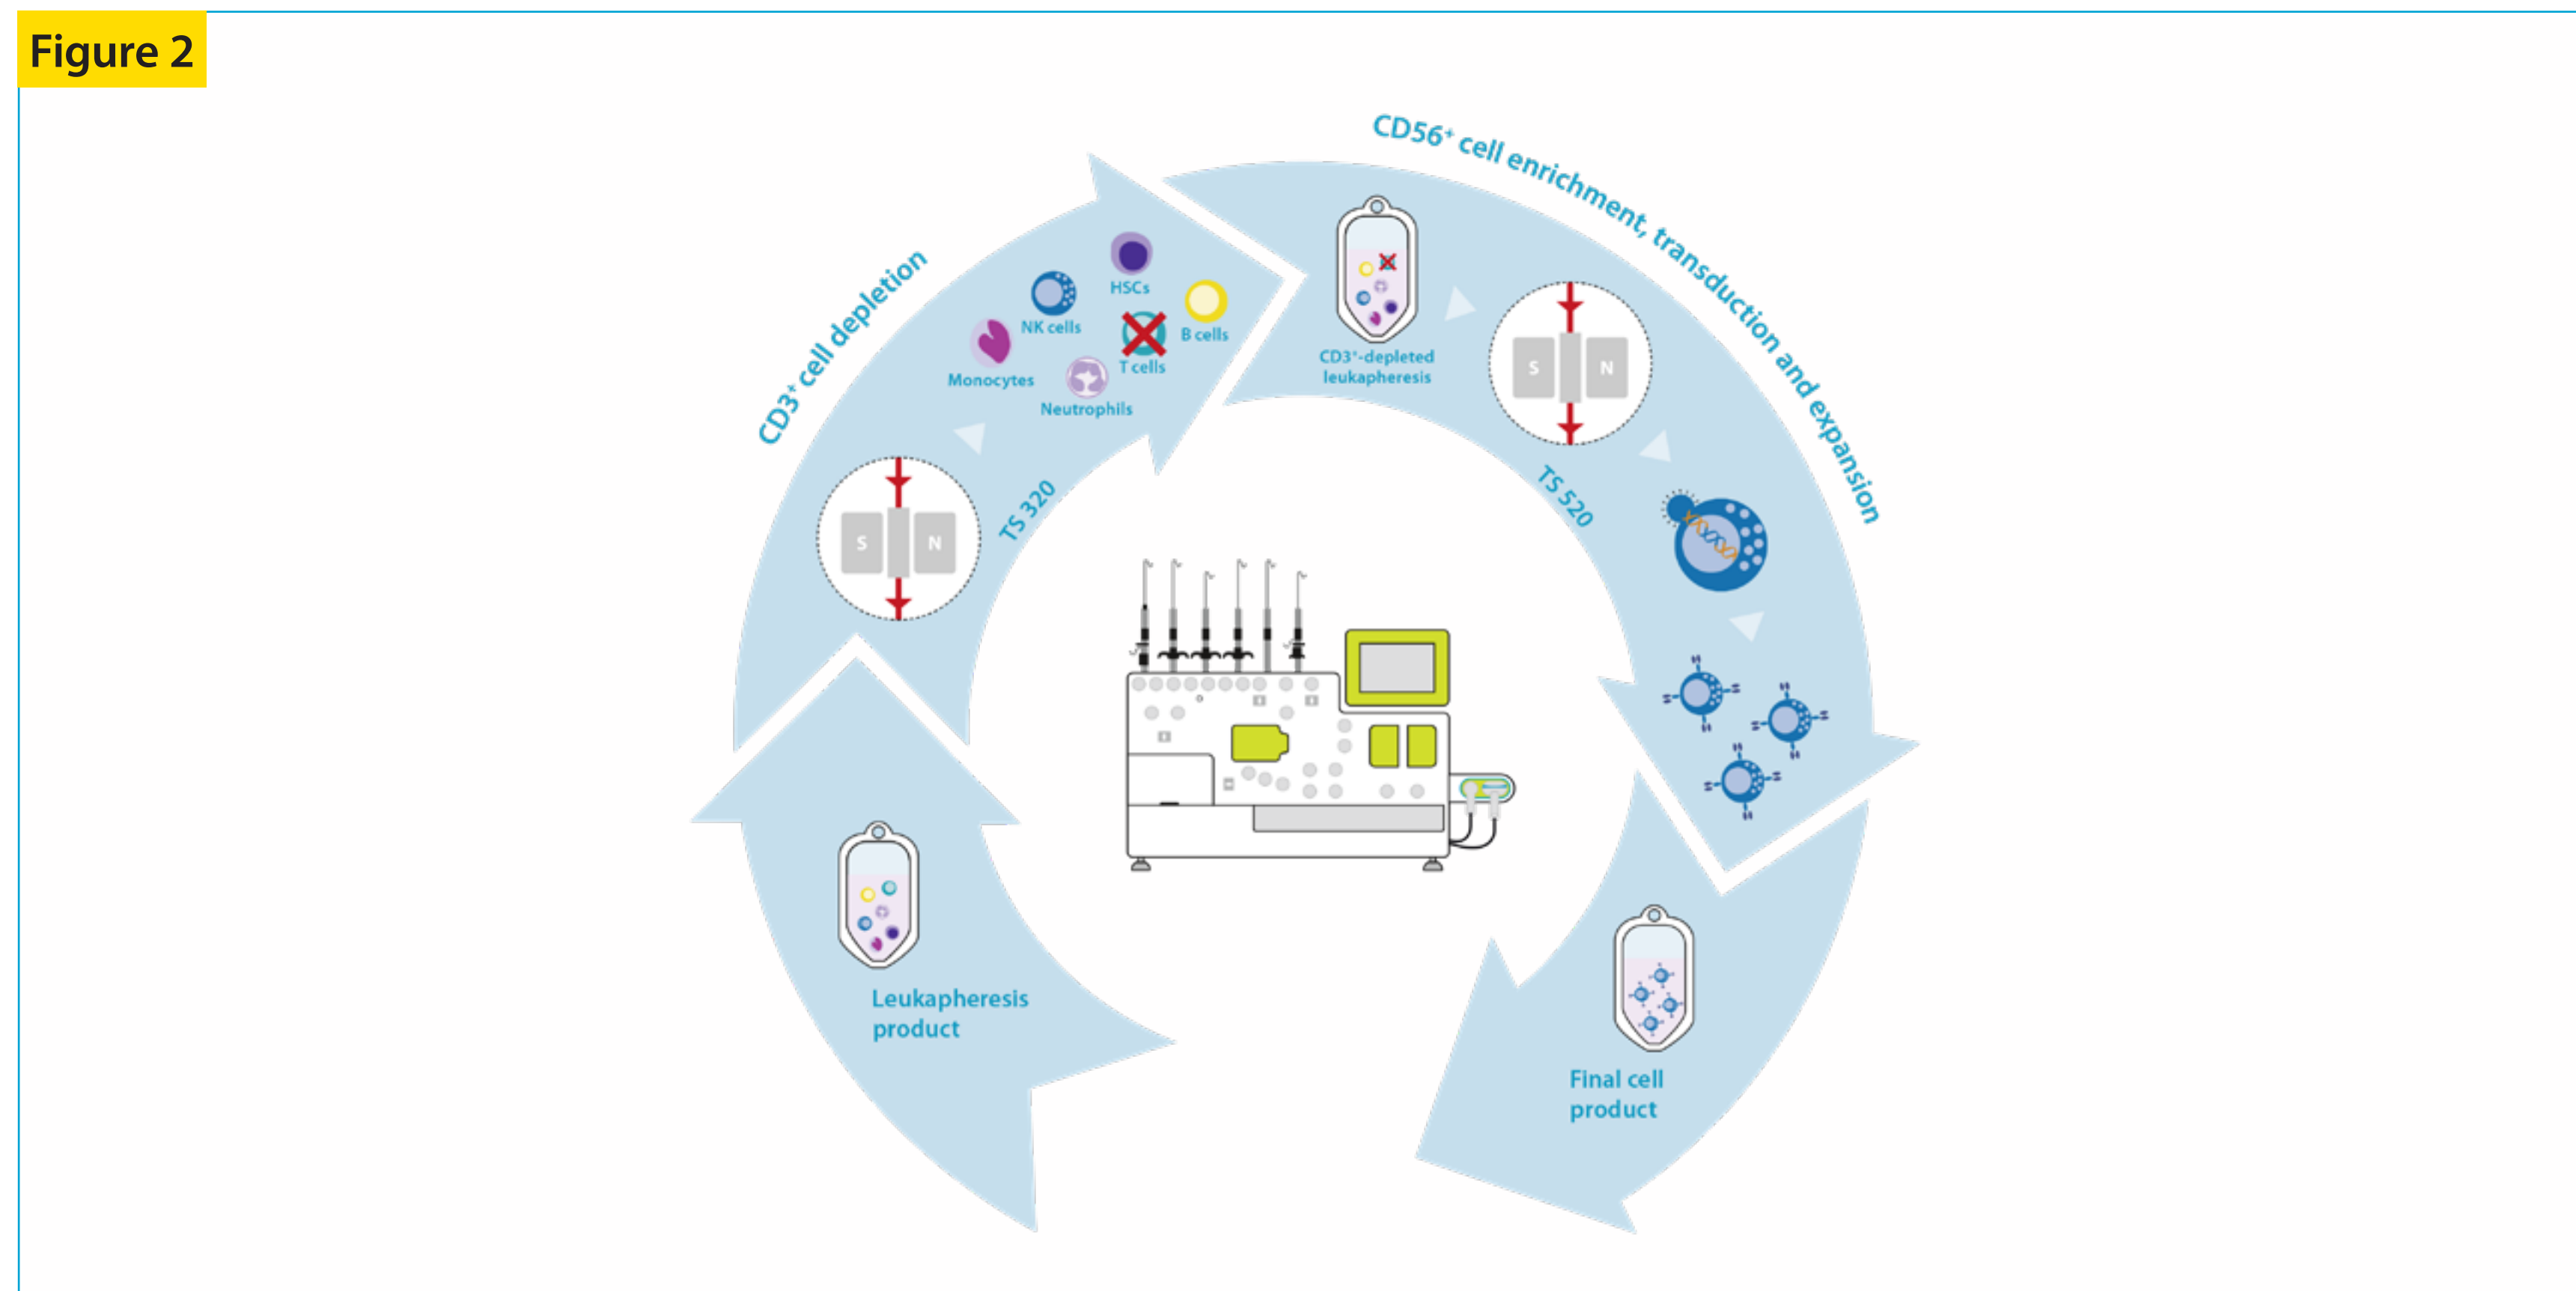 Figure 2
CD3⁺ cell depletion
CD56⁺ cell enrichment, transduction and expansion
HSCs
NK cells
B cells
T cells
Monocytes
Neutrophils
TS 320
S N
CD3⁺-depleted
leukapheresis
S N
TS 520
Leukapheresis
product
Final cell
product